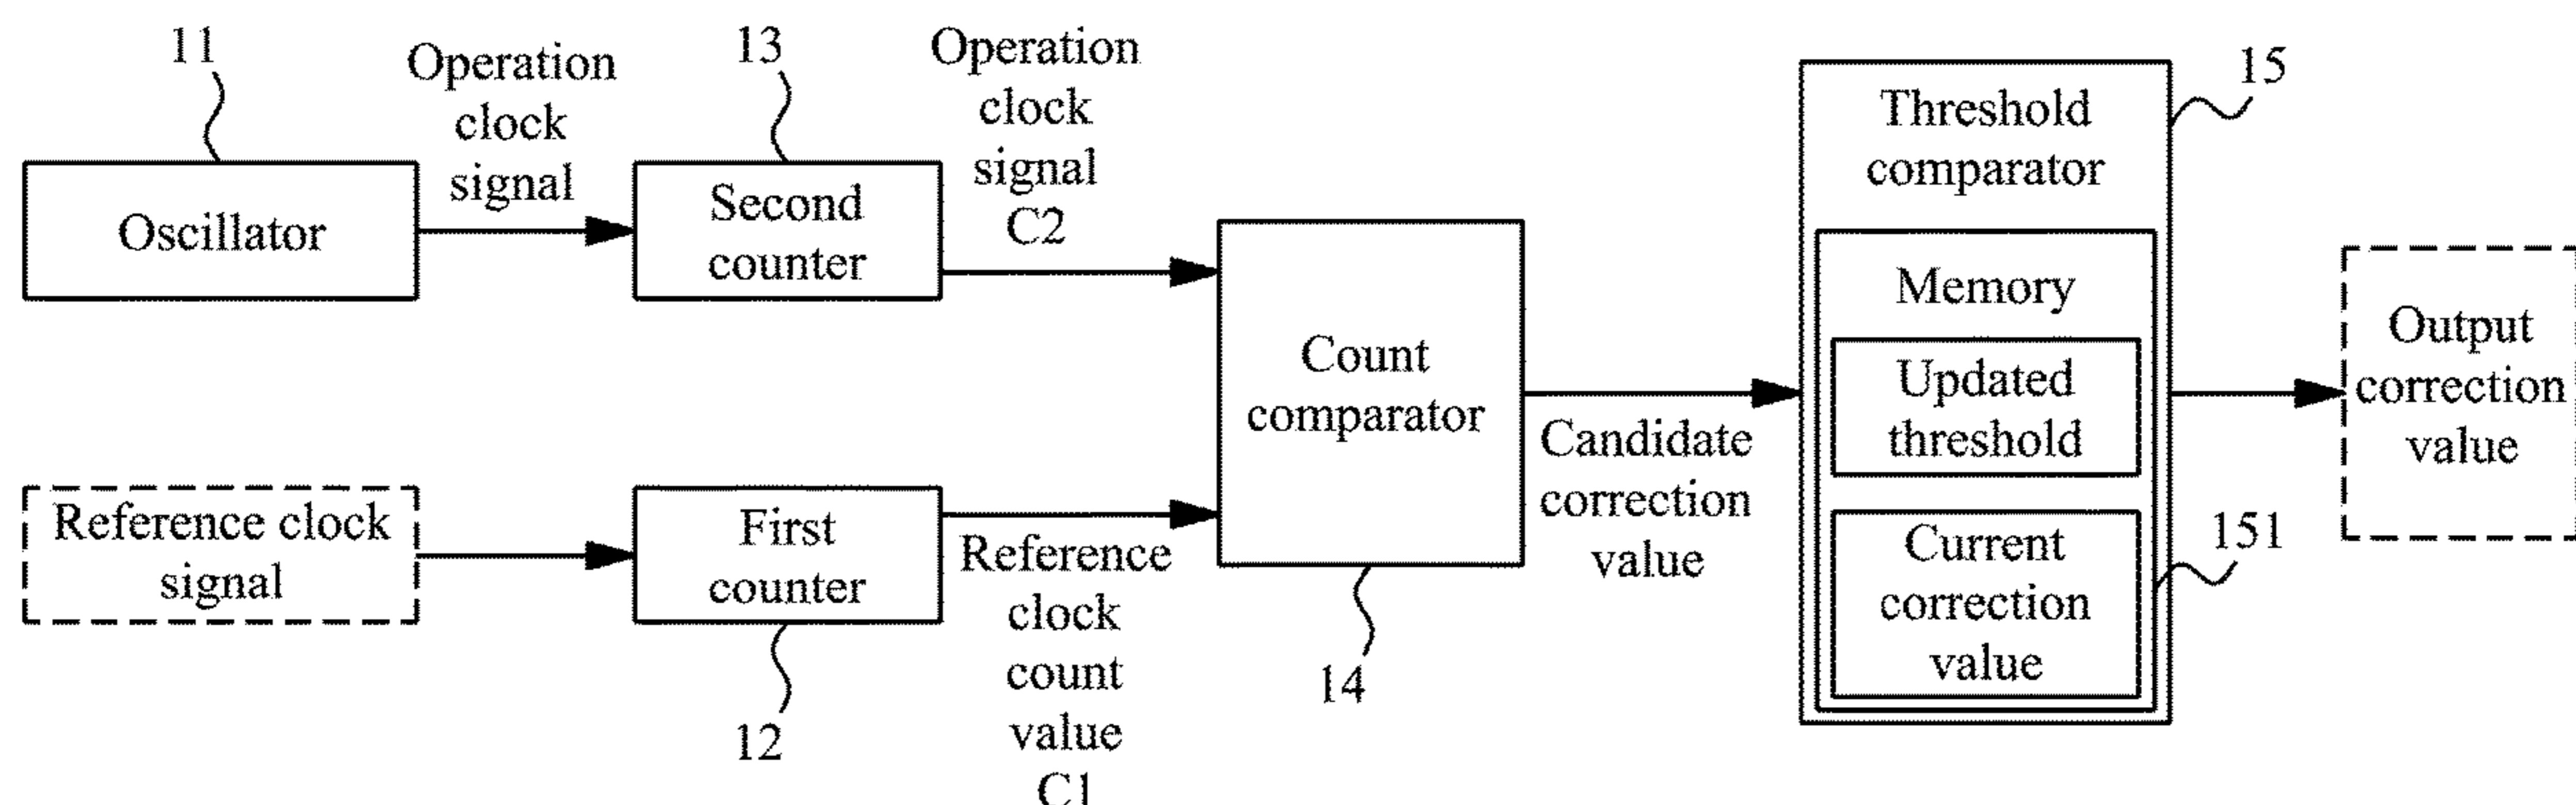 11
Operation
clock
signal
13
Operation
clock
signal
C2
15
Oscillator
Second
counter
Threshold
comparator
Memory
Updated
threshold
Current
correction
value
151
Output
correction
value
Count
comparator
14
Candidate
correction
value
Reference clock
signal
First
counter
12
Reference
clock
count
value
C1